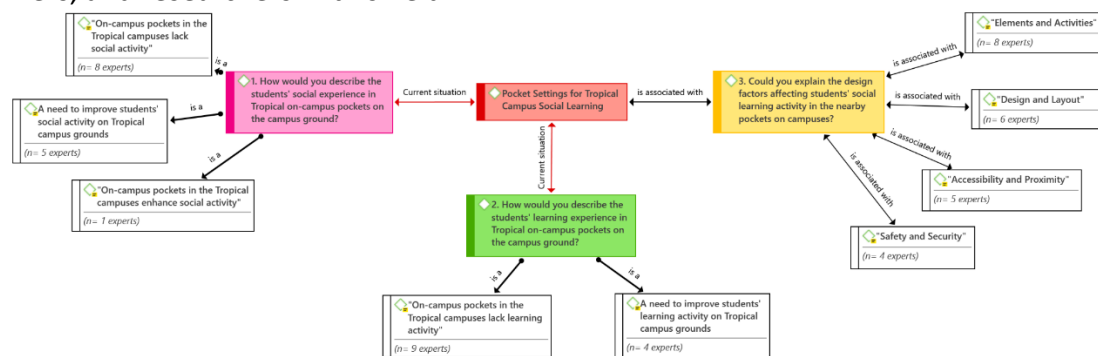 "On-campus pockets in the
Tropical campuses lack
social activity"
(n= 8 experts)
is a
1. How would you describe the
students' social experience in
Tropical on-campus pockets on
the campus ground?
A need to improve students'
social activity on Tropical
campus grounds
(n= 5 experts)
is a
"On-campus pockets in the Tropical
campuses enhance social activity"
(n= 1 experts)
is a
Current situation
Pocket Settings for Tropical
Campus Social Learning
is associated with
Current situation
2. How would you describe the
students' learning experience in
Tropical on-campus pockets on
the campus ground?
is a
is a
"On-campus pockets in the
Tropical campuses lack learning
activity"
(n= 9 experts)
A need to improve students'
learning activity on Tropical
campus grounds
(n= 4 experts)
3. Could you explain the design
factors affecting students' social
learning activity in the nearby
pockets on campuses?
is associated with
"Elements and Activities"
(n= 8 experts)
is associated with
"Design and Layout"
(n= 6 experts)
is associated with
"Accessibility and Proximity"
(n= 5 experts)
is associated with
"Safety and Security"
(n= 4 experts)